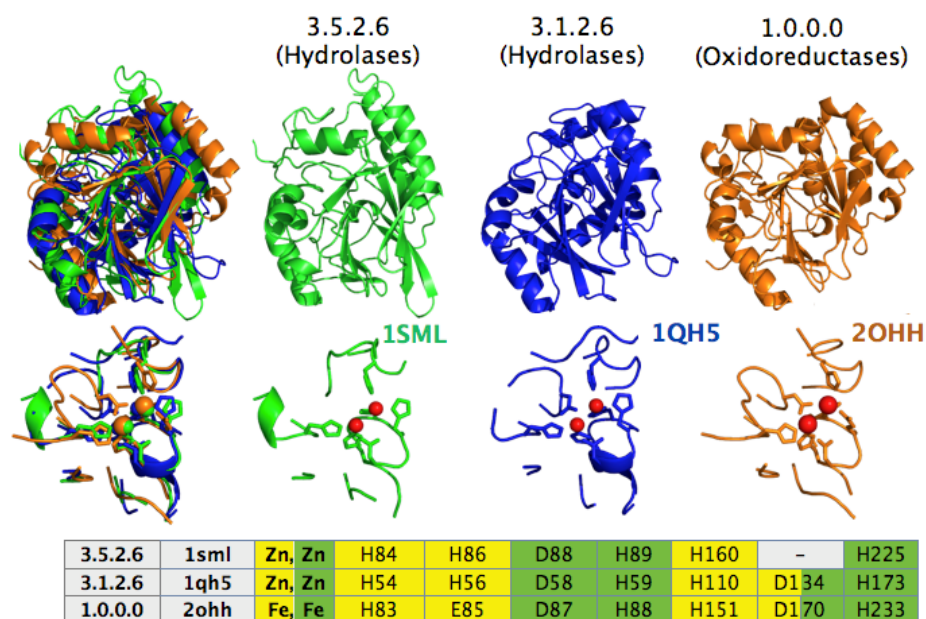 3.5.2.6 3.1.2.6 1.0.0.0
(Hydrolases) (Hydrolases) (Oxidoreductases)
1SML 1QH5 2OHH
3.5.2.6 1sml Zn, Zn H84 H86 D88 H89 H160 – H225
3.1.2.6 1qh5 Zn, Zn H54 H56 D58 H59 H110 D134 H173
1.0.0.0 2ohh Fe, Fe H83 E85 D87 H88 H151 D170 H233